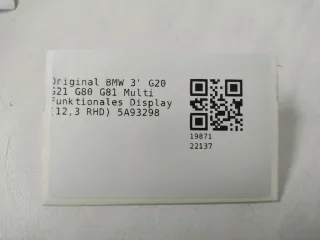 Original BMW 3' G20
G21 G80 G81 Multi
Funktionales Display
(12,3 RHD) 5A93298
19871
22137